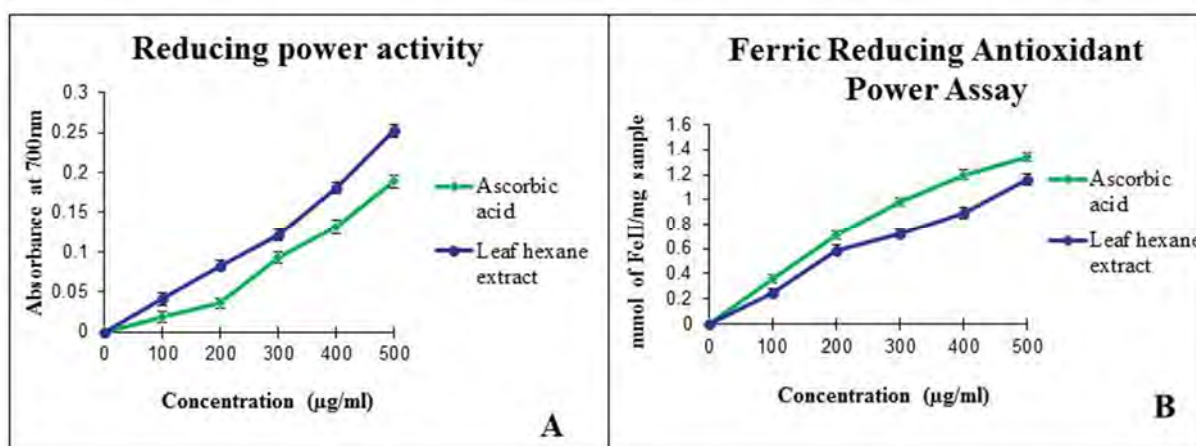 Reducing power activity
0.3
0.25
0.2
0.15
0.1
0.05
0
Absorbance at 700nm
0 100 200 300 400 500
Concentration (µg/ml)
Ascorbic
acid
Leaf hexane
extract
A
Ferric Reducing Antioxidant
Power Assay
1.6
1.4
1.2
1
0.8
0.6
0.4
0.2
0
mmol of FeII/mg sample
0 100 200 300 400 500
Concentration (µg/ml)
Ascorbic
acid
Leaf hexane
extract
B